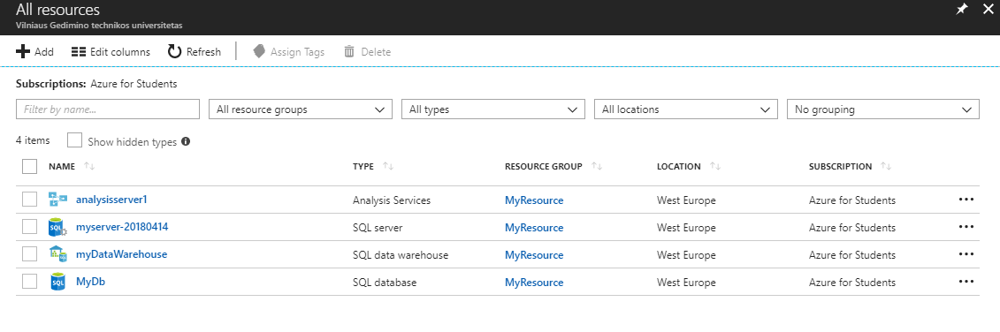 All resources
Vilniaus Gedimino technikos universitetas
Add Edit columns Refresh Assign Tags Delete
Subscriptions: Azure for Students
Filter by name... All resource groups All types All locations No grouping
4 items Show hidden types
NAME TYPE RESOURCE GROUP LOCATION SUBSCRIPTION
analysisserver1 Analysis Services MyResource West Europe Azure for Students
SQL myserver-20180414 SQL server MyResource West Europe Azure for Students
myDataWarehouse SQL data warehouse MyResource West Europe Azure for Students
SQL MyDb SQL database MyResource West Europe Azure for Students